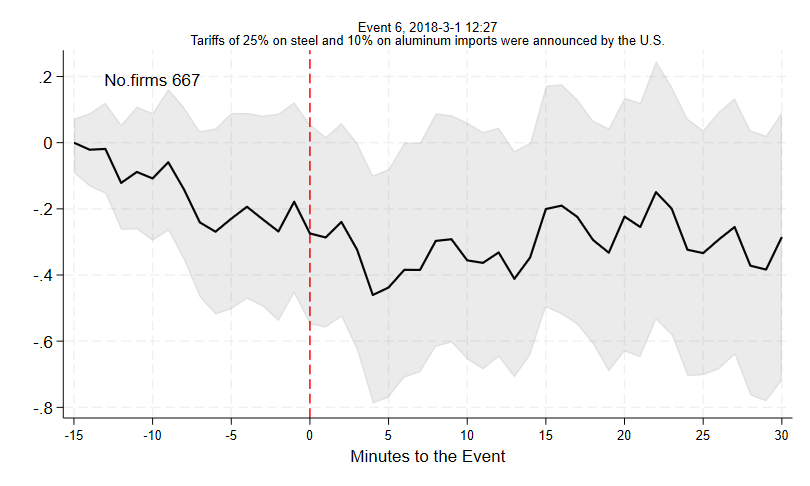 Event 6, 2018-3-1 12:27
Tariffs of 25% on steel and 10% on aluminum imports were announced by the U.S.
No.firms 667
.2
0
-.2
-.4
-.6
-.8
-15 -10 -5 0 5 10 15 20 25 30
Minutes to the Event